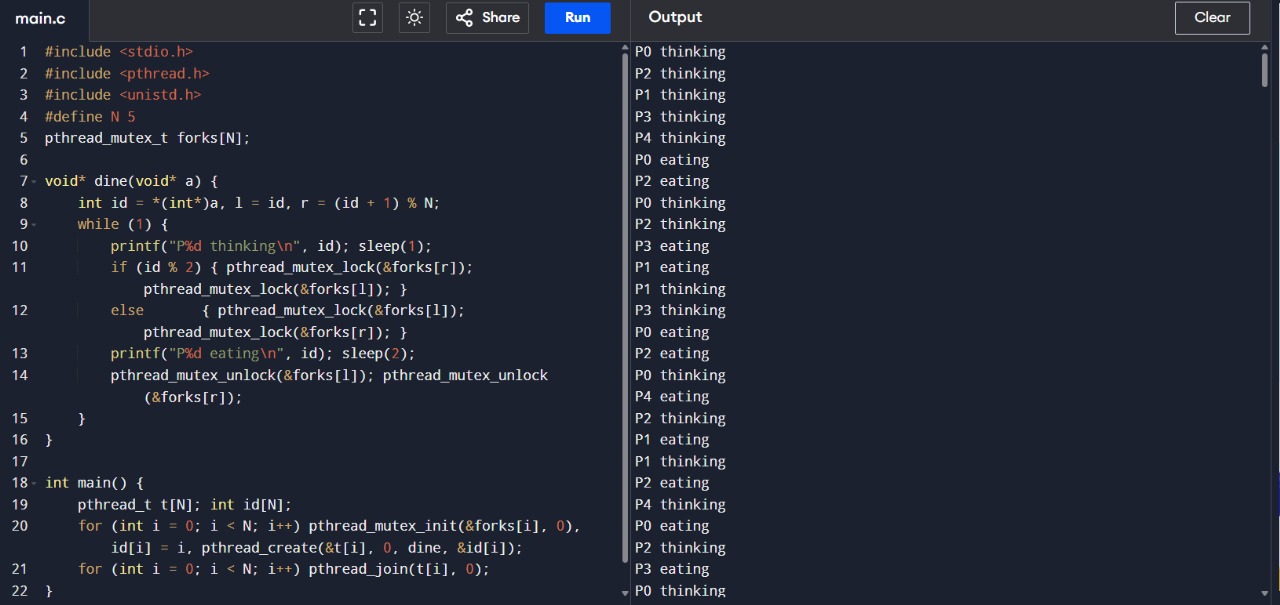 main.c
Share
Run
Output
Clear
1 #include <stdio.h>
2 #include <pthread.h>
3 #include <unistd.h>
4 #define N 5
5 pthread_mutex_t forks[N];
6
7 void* dine(void* a) {
8     int id = *(int*)a, l = id, r = (id + 1) % N;
9     while (1) {
10         printf("P%d thinking\n", id); sleep(1);
11         if (id % 2) { pthread_mutex_lock(&forks[r]);
            pthread_mutex_lock(&forks[l]); }
12         else       { pthread_mutex_lock(&forks[l]);
            pthread_mutex_lock(&forks[r]); }
13         printf("P%d eating\n", id); sleep(2);
14         pthread_mutex_unlock(&forks[l]); pthread_mutex_unlock
            (&forks[r]);
15     }
16 }
17
18 int main() {
19     pthread_t t[N]; int id[N];
20     for (int i = 0; i < N; i++) pthread_mutex_init(&forks[i], 0),
        id[i] = i, pthread_create(&t[i], 0, dine, &id[i]);
21     for (int i = 0; i < N; i++) pthread_join(t[i], 0);
22 }
P0 thinking
P2 thinking
P1 thinking
P3 thinking
P4 thinking
P0 eating
P2 eating
P0 thinking
P2 thinking
P3 eating
P1 eating
P1 thinking
P3 thinking
P0 eating
P2 eating
P0 thinking
P4 eating
P2 thinking
P1 eating
P1 thinking
P2 eating
P4 thinking
P0 eating
P2 thinking
P3 eating
P0 thinking